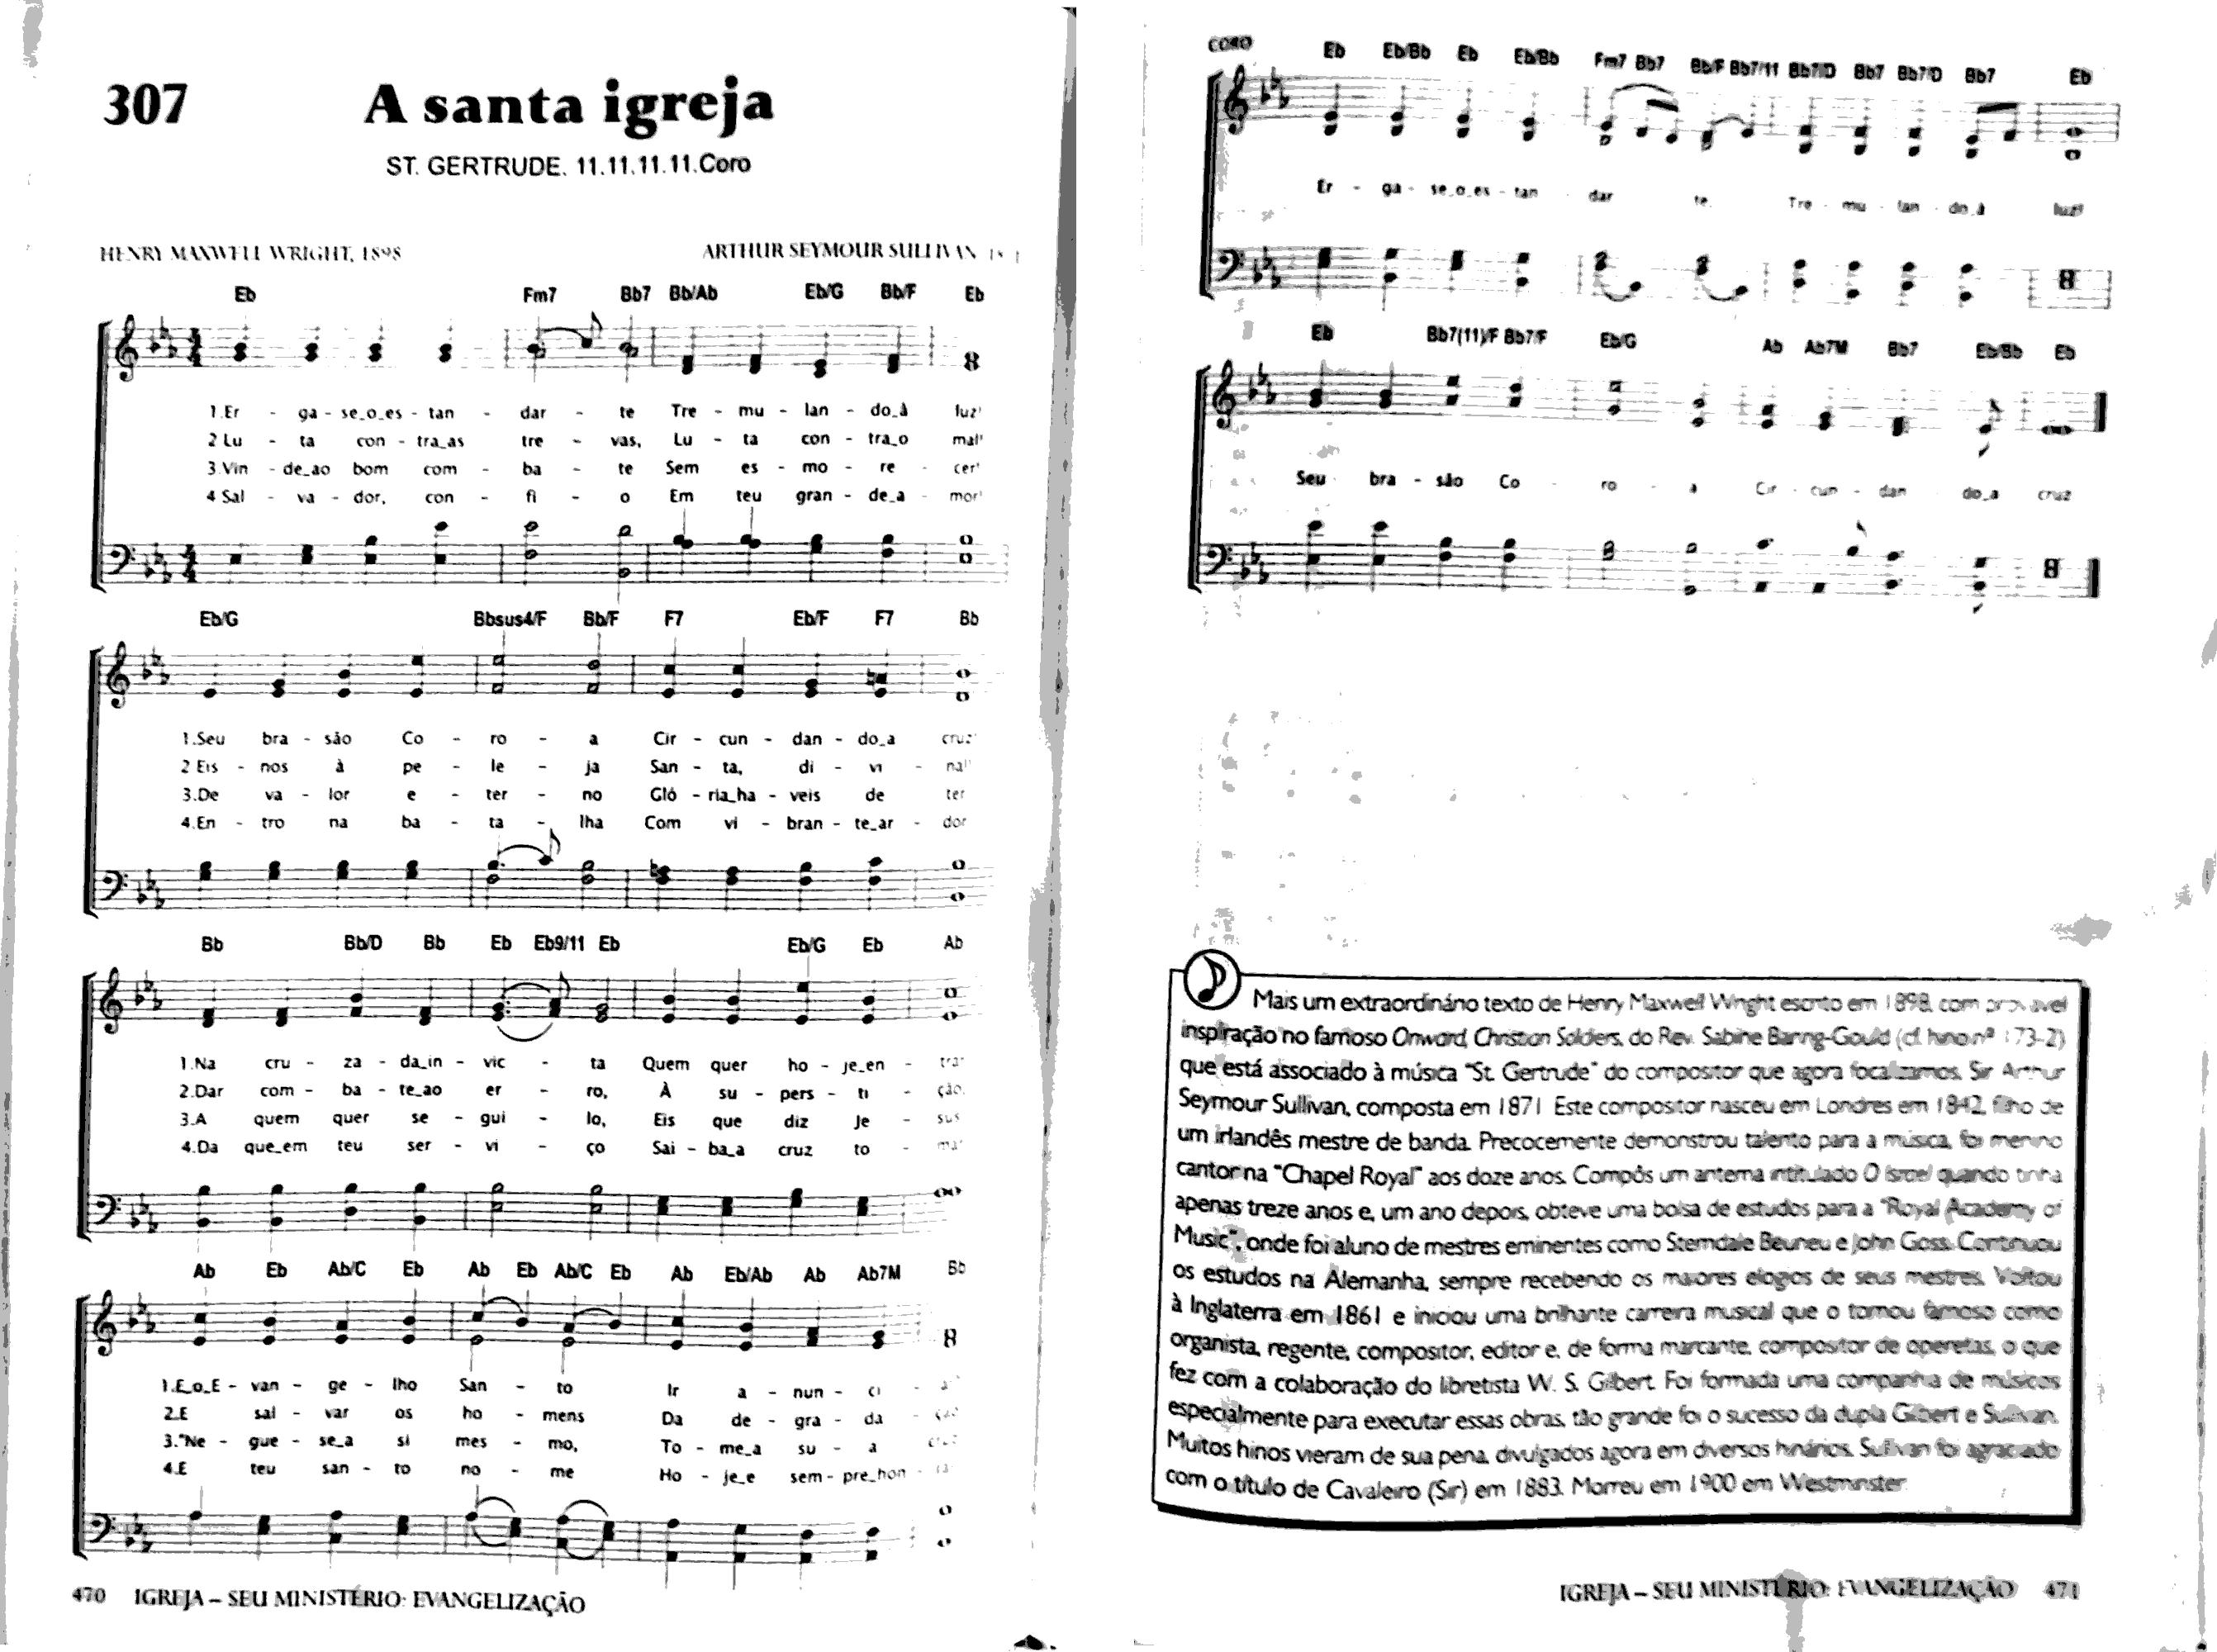 307
A santa igreja
ST. GERTRUDE. 11.11.11.11.Coro
HENRY MAXWELL WRIGHT, 1898
ARTHUR SEYMOUR SULLIVAN
Eb Fm7 Bb7 Bb/Ab Eb/G Bb/F Eb
1.Er - ga - se_o_es - tan - dar - te Tre - mu - lan - do_à luz!
2 Lu - ta con - tra_as tre - vas, Lu - ta con - tra_o mal!
3.Vin - de_ao bom com - ba - te Sem es - mo - re - cer!
4 Sal - va - dor, con - fi - o Em teu gran - de_a - mor!
Eb/G Bbsus4/F Bb/F F7 Eb/F F7 Bb
1.Seu bra - são Co - ro - a Cir - cun - dan - do_a cruz!
2 Eis - nos à pe - le - ja San - ta, di - vi - nal!
3.De va - lor e - ter - no Gló - ria_ha - veis de ter
4.En - tro na ba - ta - lha Com vi - bran - te_ar - dor
Bb Bb/D Bb Eb Eb9/11 Eb Eb/G Eb Ab
1.Na cru - za - da_in - vic - ta Quem quer ho - je_en - trar
2.Dar com - ba - te_ao er - ro, À su - pers - ti - ção,
3.A quem quer se - gui - lo, Eis que diz Je - sus
4.Da que_em teu ser - vi - ço Sai - ba_a cruz to - mar
Ab Eb Ab/C Eb Ab Eb Ab/C Eb Ab Eb/Ab Ab Ab7M Bb
1.E_o_E - van - ge - lho San - to Ir a - nun - ci -
2.E sal - var os ho - mens Da de - gra - da - ção
3."Ne - gue - se_a si mes - mo, To - me_a su - a cruz
4.E teu san - to no - me Ho - je_e sem - pre_hon -
470 IGREJA – SEU MINISTÉRIO: EVANGELIZAÇÃO
CORO
Eb Eb/Bb Eb Eb/Bb Fm7 Bb7 Bb/F Bb7/11 Bb7/D Bb7 Bb7/D Bb7 Eb
Er - ga - se_o_es - tan dar te. Tre - mu - lan - do_à luz!
Eb Bb7(11)/F Bb7/F Eb/G Ab Ab7M Bb7 Eb/Bb Eb
Seu bra - são Co - ro - a Cir - cun - dan do_a cruz
Mais um extraordinário texto de Henry Maxwell Wright escrito em 1898, com provável
inspiração no famoso Onward, Christian Solders, do Rev. Sabine Baring-Gould (cf. hino nº 173-2)
que está associado à música "St. Gertrude" do compositor que agora focalizamos. Sir Arthur
Seymour Sullivan, composta em 1871. Este compositor nasceu em Londres em 1842, filho de
um irlandês mestre de banda. Precocemente demonstrou talento para a música, foi menino
cantor na "Chapel Royal" aos doze anos. Compôs um antema intitulado O Israel quando tinha
apenas treze anos e, um ano depois, obteve uma bolsa de estudos para a "Royal Academy of
Music", onde foi aluno de mestres eminentes como Sterndale Beuneu e John Goss. Continuou
os estudos na Alemanha, sempre recebendo os maiores elogios de seus mestres. Voltou
à Inglaterra em 1861 e iniciou uma brilhante carreira musical que o tornou famoso como
organista, regente, compositor, editor e, de forma marcante, compositor de operetas, o que
fez com a colaboração do libretista W. S. Gilbert. Foi formada uma companhia de músicos
especialmente para executar essas obras, tão grande foi o sucesso da dupla Gilbert e Sullivan.
Muitos hinos vieram de sua pena, divulgados agora em diversos hinários. Sullivan foi agraciado
com o título de Cavaleiro (Sir) em 1883. Morreu em 1900 em Westminster
IGREJA – SEU MINISTÉRIO: EVANGELIZAÇÃO 471